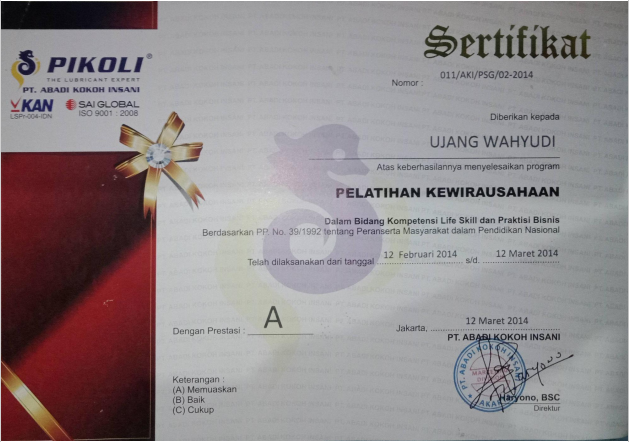 PIKOLI®
THE LUBRICANT EXPERT
PT. ABADI KOKOH INSANI
KAN
LSPr-004-IDN
SAI GLOBAL
ISO 9001 : 2008
Sertifikat
Nomor : 011/AKI/PSG/02-2014
Diberikan kepada
UJANG WAHYUDI
Atas keberhasilannya menyelesaikan program
PELATIHAN KEWIRAUSAHAAN
Dalam Bidang Kompetensi Life Skill dan Praktisi Bisnis
Berdasarkan PP. No. 39/1992 tentang Peranserta Masyarakat dalam Pendidikan Nasional
Telah dilaksanakan dari tanggal 12 Februari 2014 s/d. 12 Maret 2014
Dengan Prestasi : A
Jakarta, 12 Maret 2014
PT. ABADI KOKOH INSANI
PT. ABADI KOKOH INSANI
Haryono, BSC
Direktur
Keterangan :
(A) Memuaskan
(B) Baik
(C) Cukup